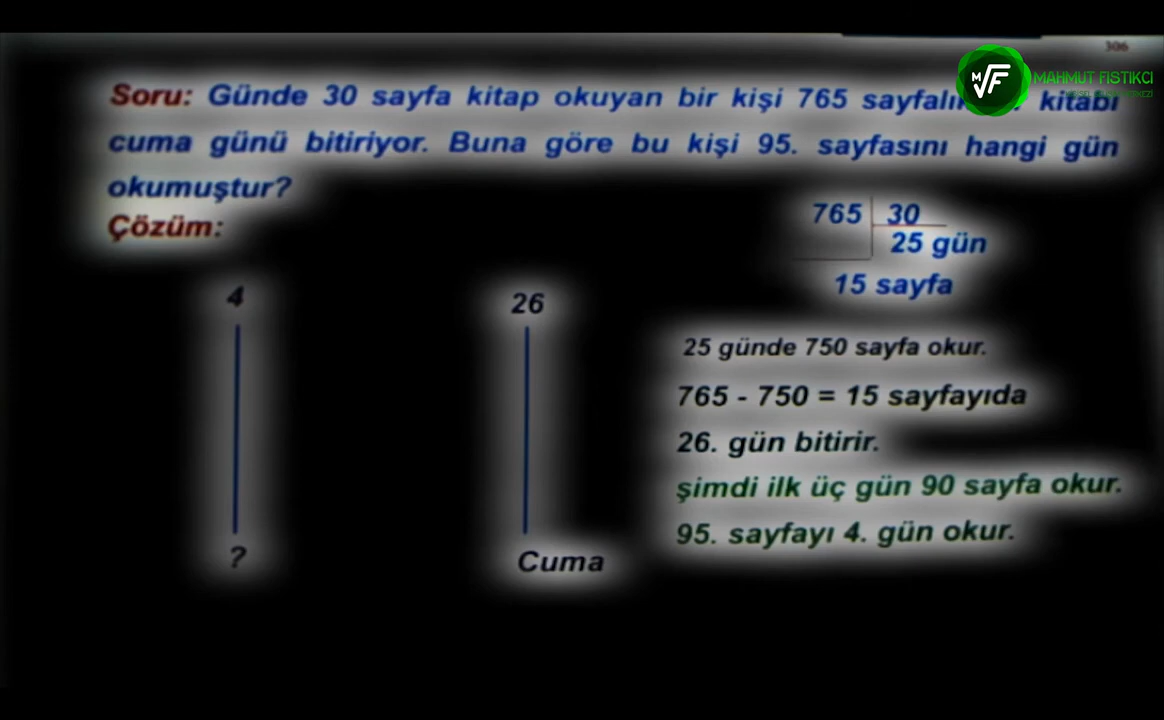 306
MAHMUT FISTIKCI
Soru: Günde 30 sayfa kitap okuyan bir kişi 765 kitabı
cuma günü bitiriyor. Buna göre bu kişi 95. sayfasını hangi gün
okumuştur?
Çözüm:
765 30
25 gün
15 sayfa
4 26
25 günde 750 sayfa okur.
765 - 750 = 15 sayfayıda
26. gün bitirir.
şimdi ilk üç gün 90 sayfa okur.
95. sayfayı 4. gün okur.
? Cuma